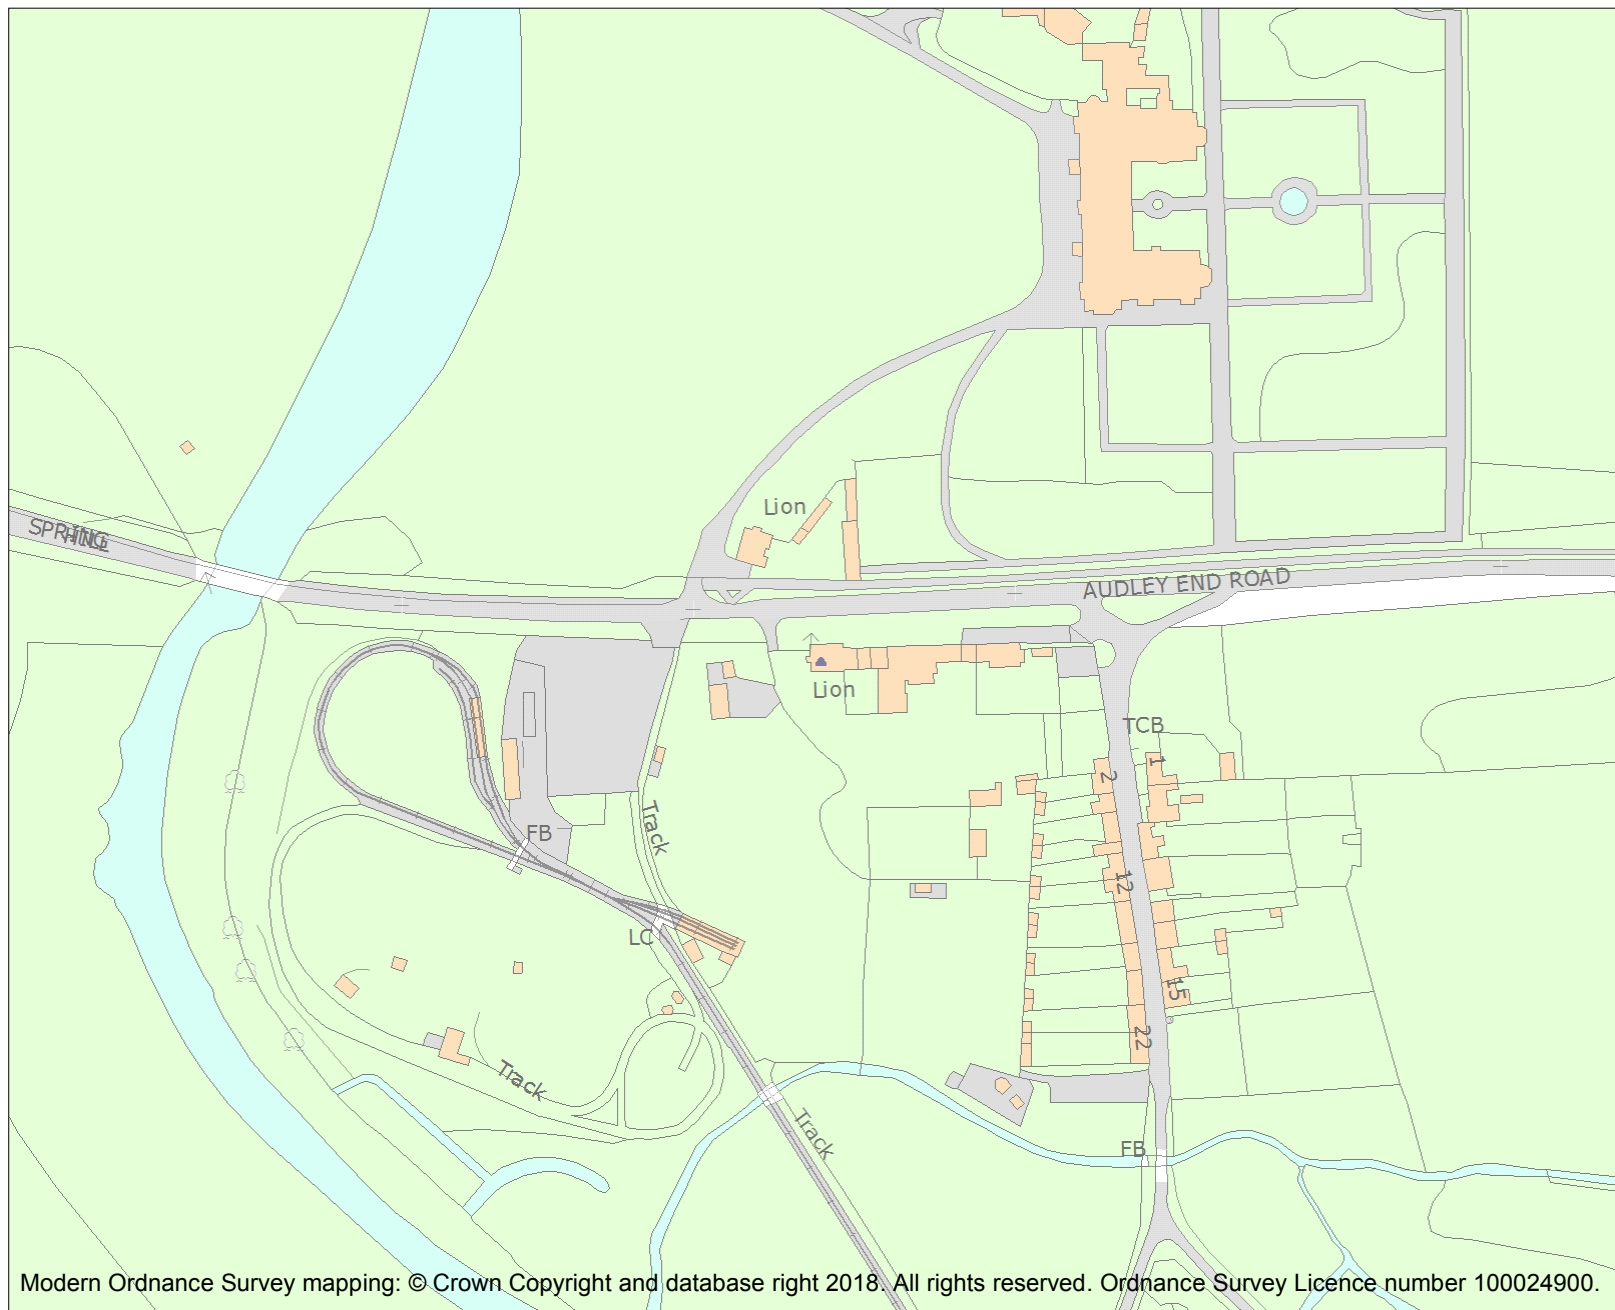 Lion
SPRING HILL
AUDLEY END ROAD
Lion
TCB
1
2
FB
Track
12
LC
15
22
Track
Track
FB
Modern Ordnance Survey mapping: © Crown Copyright and database right 2018. All rights reserved. Ordnance Survey Licence number 100024900.